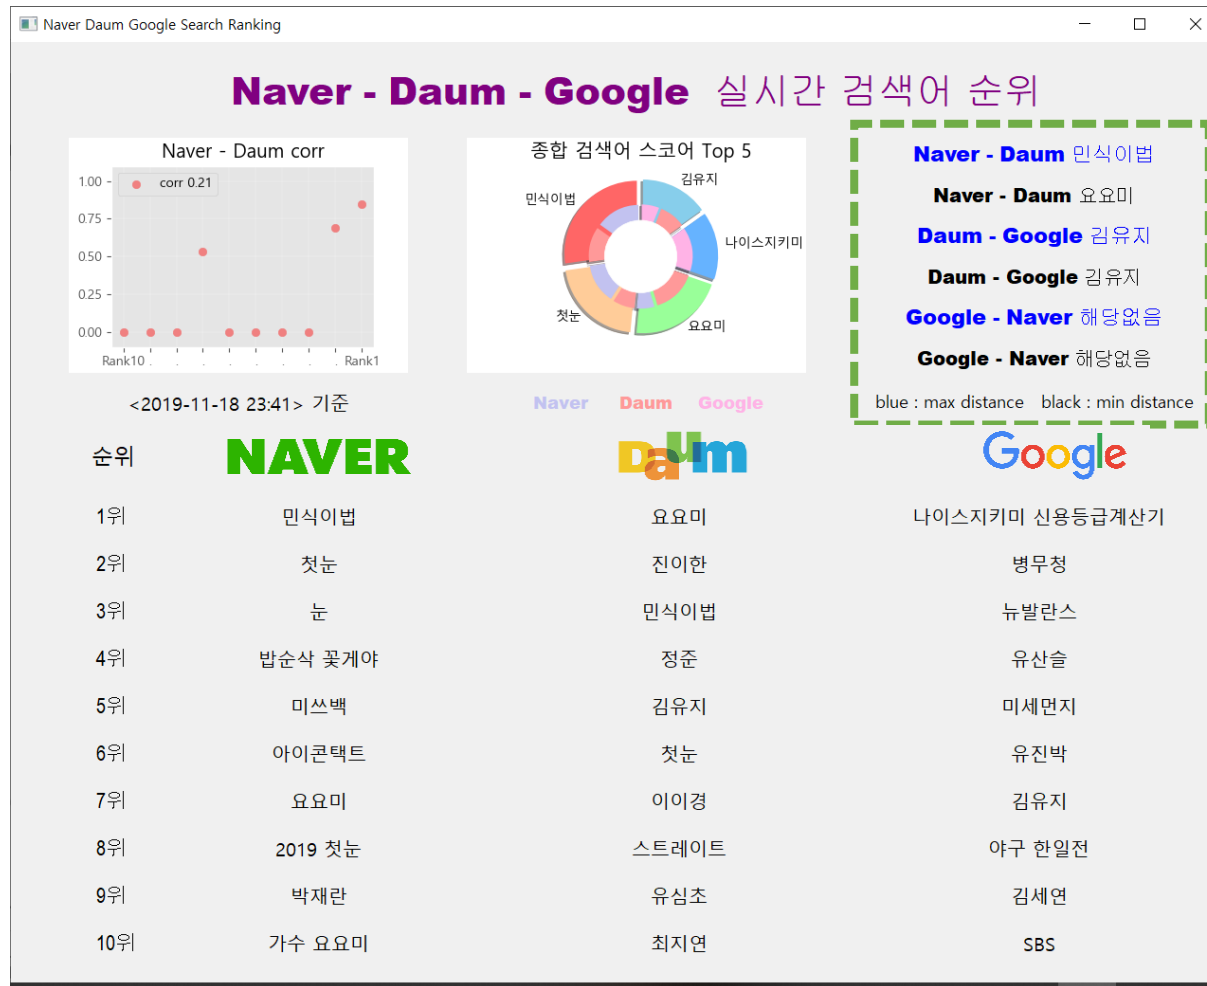 Naver Daum Google Search Ranking
Naver - Daum - Google 실시간 검색어 순위
Naver - Daum corr
corr 0.21
1.00
0.75
0.50
0.25
0.00
Rank10 . . . . . . . . Rank1
종합 검색어 스코어 Top 5
김유지
민식이법
나이스지키미
첫눈
요요미
Naver - Daum 민식이법
Naver - Daum 요요미
Daum - Google 김유지
Daum - Google 김유지
Google - Naver 해당없음
Google - Naver 해당없음
blue : max distance black : min distance
<2019-11-18 23:41> 기준
Naver Daum Google
순위 NAVER Daum Google
1위 민식이법 요요미 나이스지키미 신용등급계산기
2위 첫눈 진이한 병무청
3위 눈 민식이법 뉴발란스
4위 밥순삭 꽃게야 정준 유산슬
5위 미쓰백 김유지 미세먼지
6위 아이콘택트 첫눈 유진박
7위 요요미 이이경 김유지
8위 2019 첫눈 스트레이트 야구 한일전
9위 박재란 유심초 김세연
10위 가수 요요미 최지연 SBS